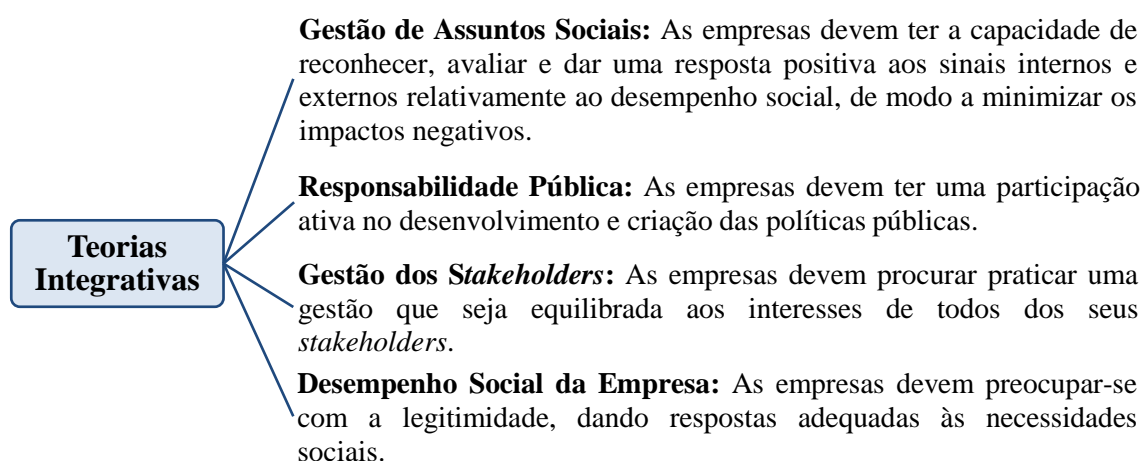 Gestão de Assuntos Sociais: As empresas devem ter a capacidade de
reconhecer, avaliar e dar uma resposta positiva aos sinais internos e
externos relativamente ao desempenho social, de modo a minimizar os
impactos negativos.
Responsabilidade Pública: As empresas devem ter uma participação
ativa no desenvolvimento e criação das políticas públicas.
Teorias
Integrativas
Gestão dos Stakeholders: As empresas devem procurar praticar uma
gestão que seja equilibrada aos interesses de todos dos seus
stakeholders.
Desempenho Social da Empresa: As empresas devem preocupar-se
com a legitimidade, dando respostas adequadas às necessidades
sociais.